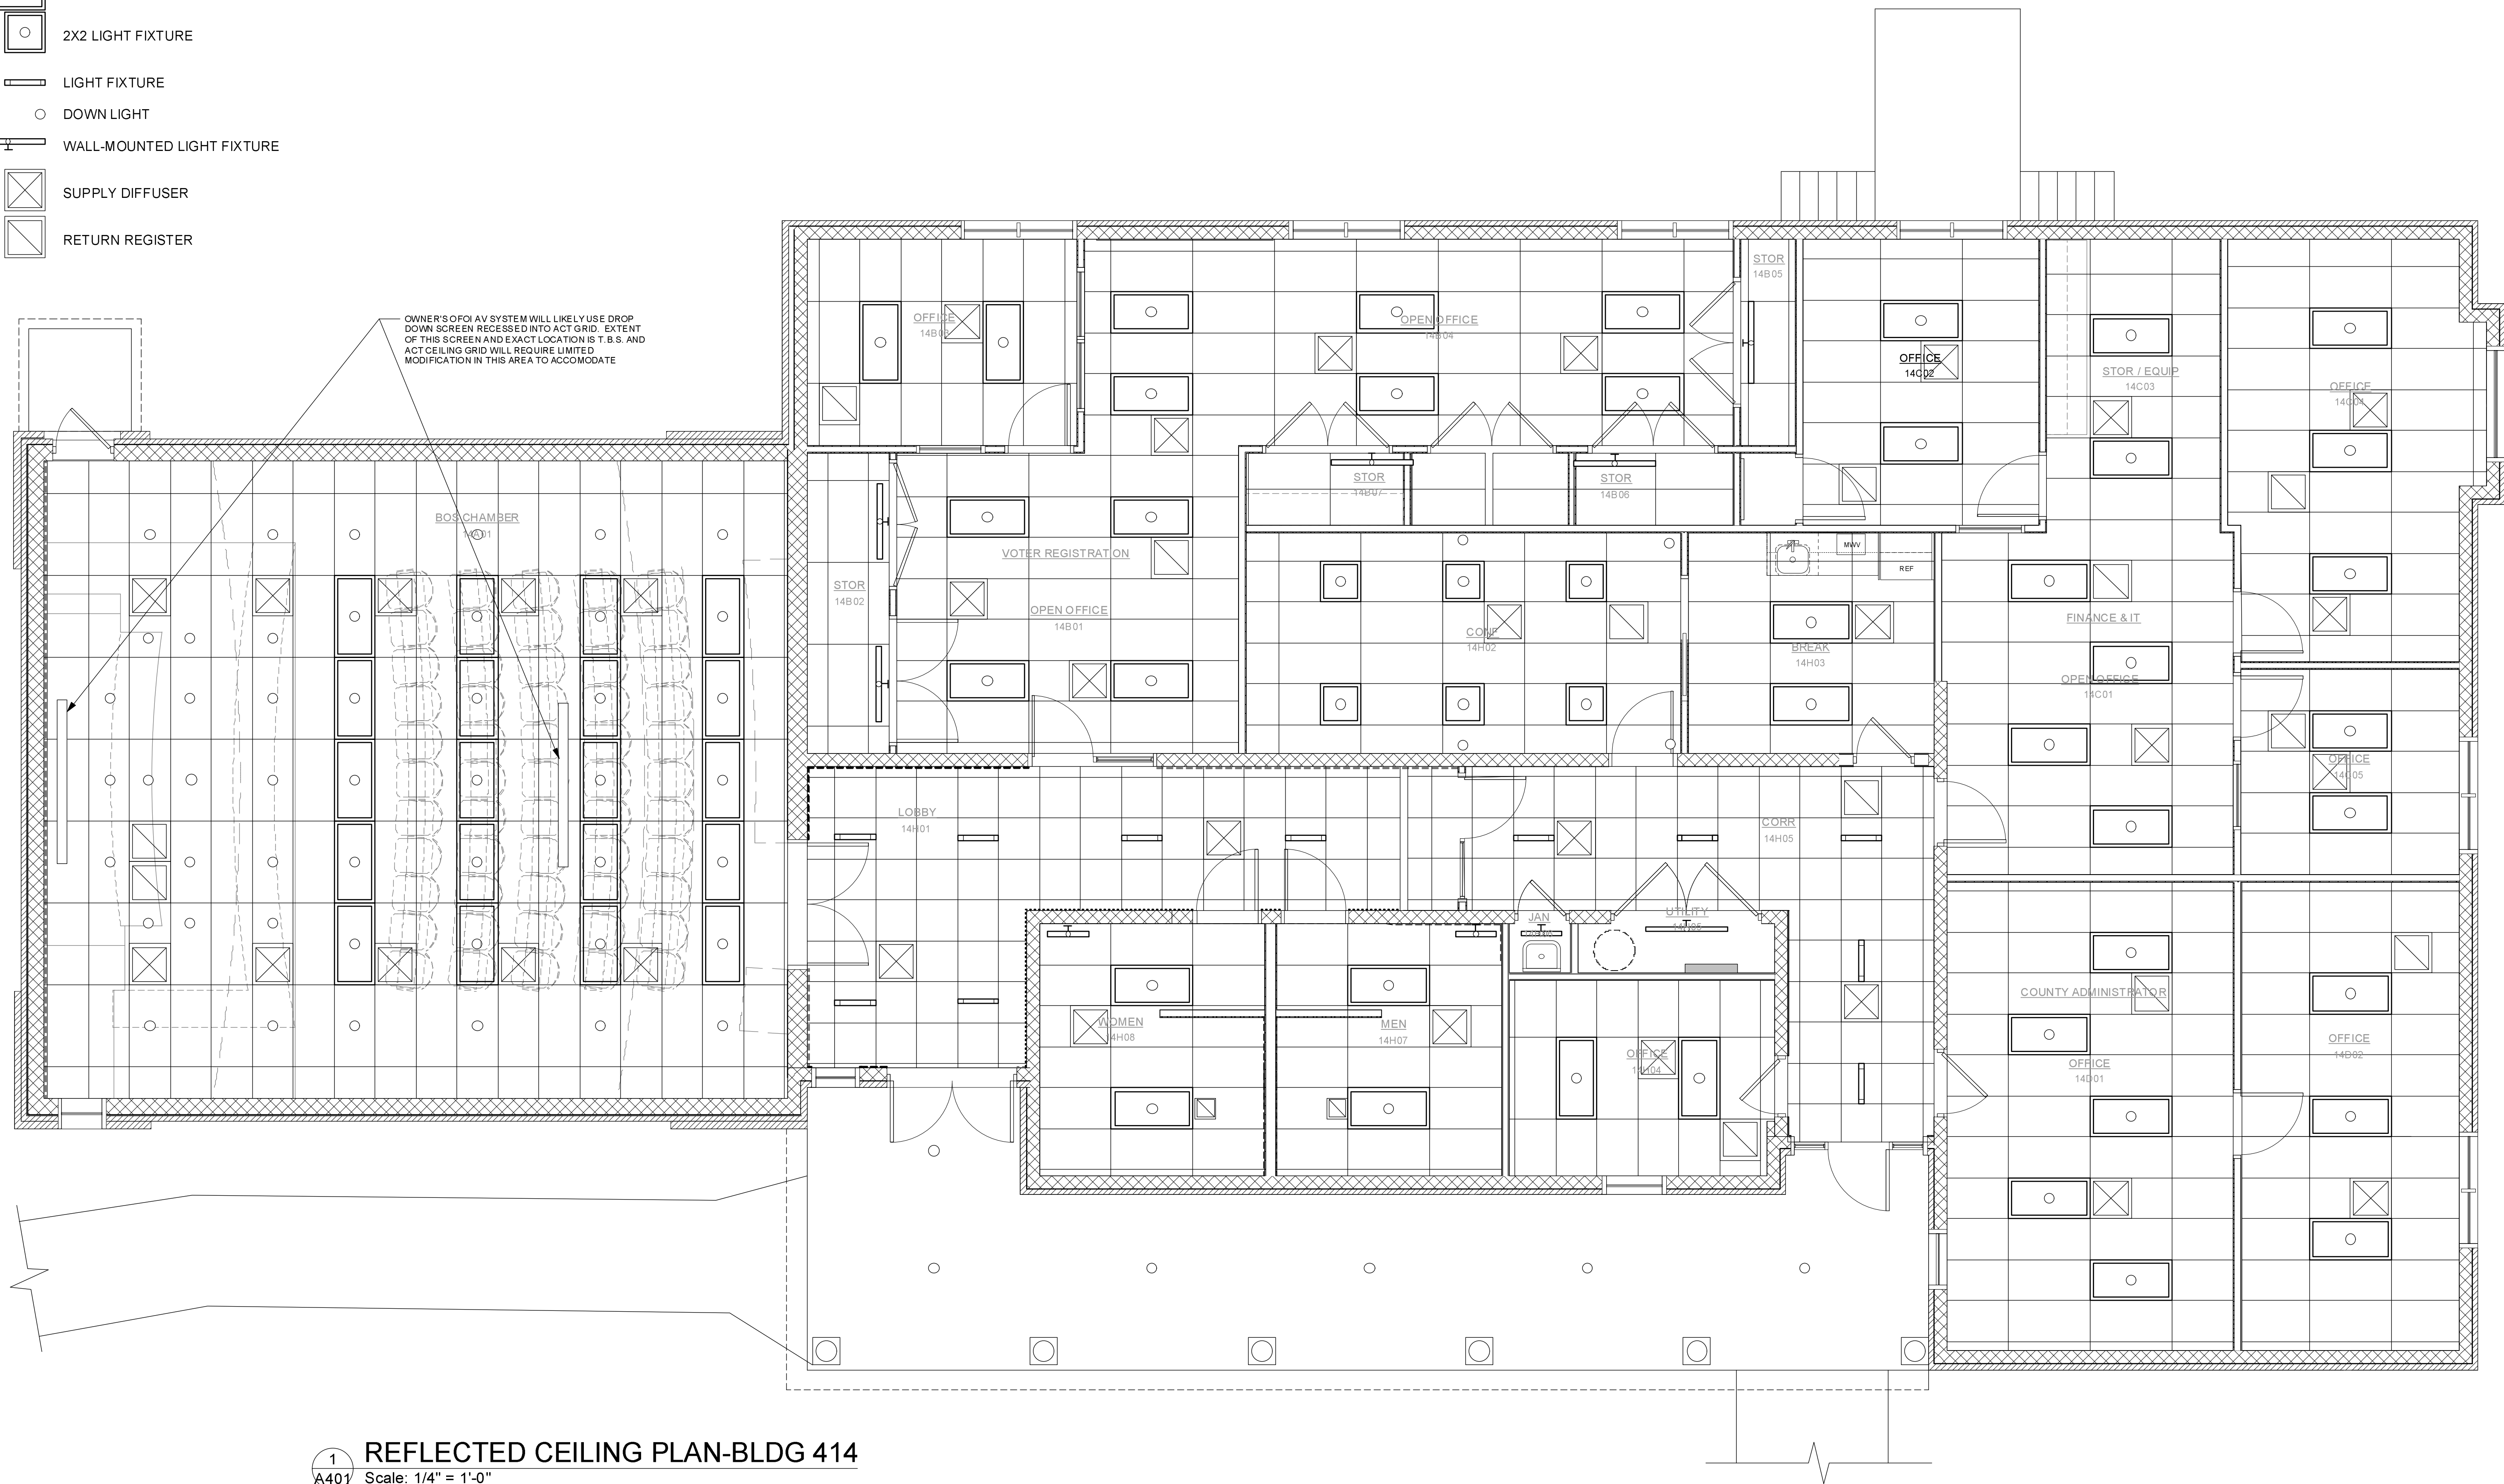 2X2 LIGHT FIXTURE
LIGHT FIXTURE
DOWN LIGHT
WALL-MOUNTED LIGHT FIXTURE
SUPPLY DIFFUSER
RETURN REGISTER
OWNER'S OFOI AV SYSTEM WILL LIKELY USE DROP
DOWN SCREEN RECESSED INTO ACT GRID. EXTENT
OF THIS SCREEN AND EXACT LOCATION IS T.B.S. AND
ACT CEILING GRID WILL REQUIRE LIMITED
MODIFICATION IN THIS AREA TO ACCOMODATE
BOS CHAMBER
14A01
OFFICE
14B03
OPEN OFFICE
14B04
STOR
14B05
OFFICE
14C02
STOR / EQUIP
14C03
OFFICE
14C04
STOR
14B07
STOR
14B06
STOR
14B02
VOTER REGISTRATION
OPEN OFFICE
14B01
CONF
14H02
MWV
REF
BREAK
14H03
FINANCE & IT
OPEN OFFICE
14C01
OFFICE
14C05
LOBBY
14H01
CORR
14H05
JAN
UTILITY
WOMEN
14H08
MEN
14H07
OFFICE
14H04
COUNTY ADMINISTRATOR
OFFICE
14D01
OFFICE
14D02
1
A401
REFLECTED CEILING PLAN-BLDG 414
Scale: 1/4" = 1'-0"